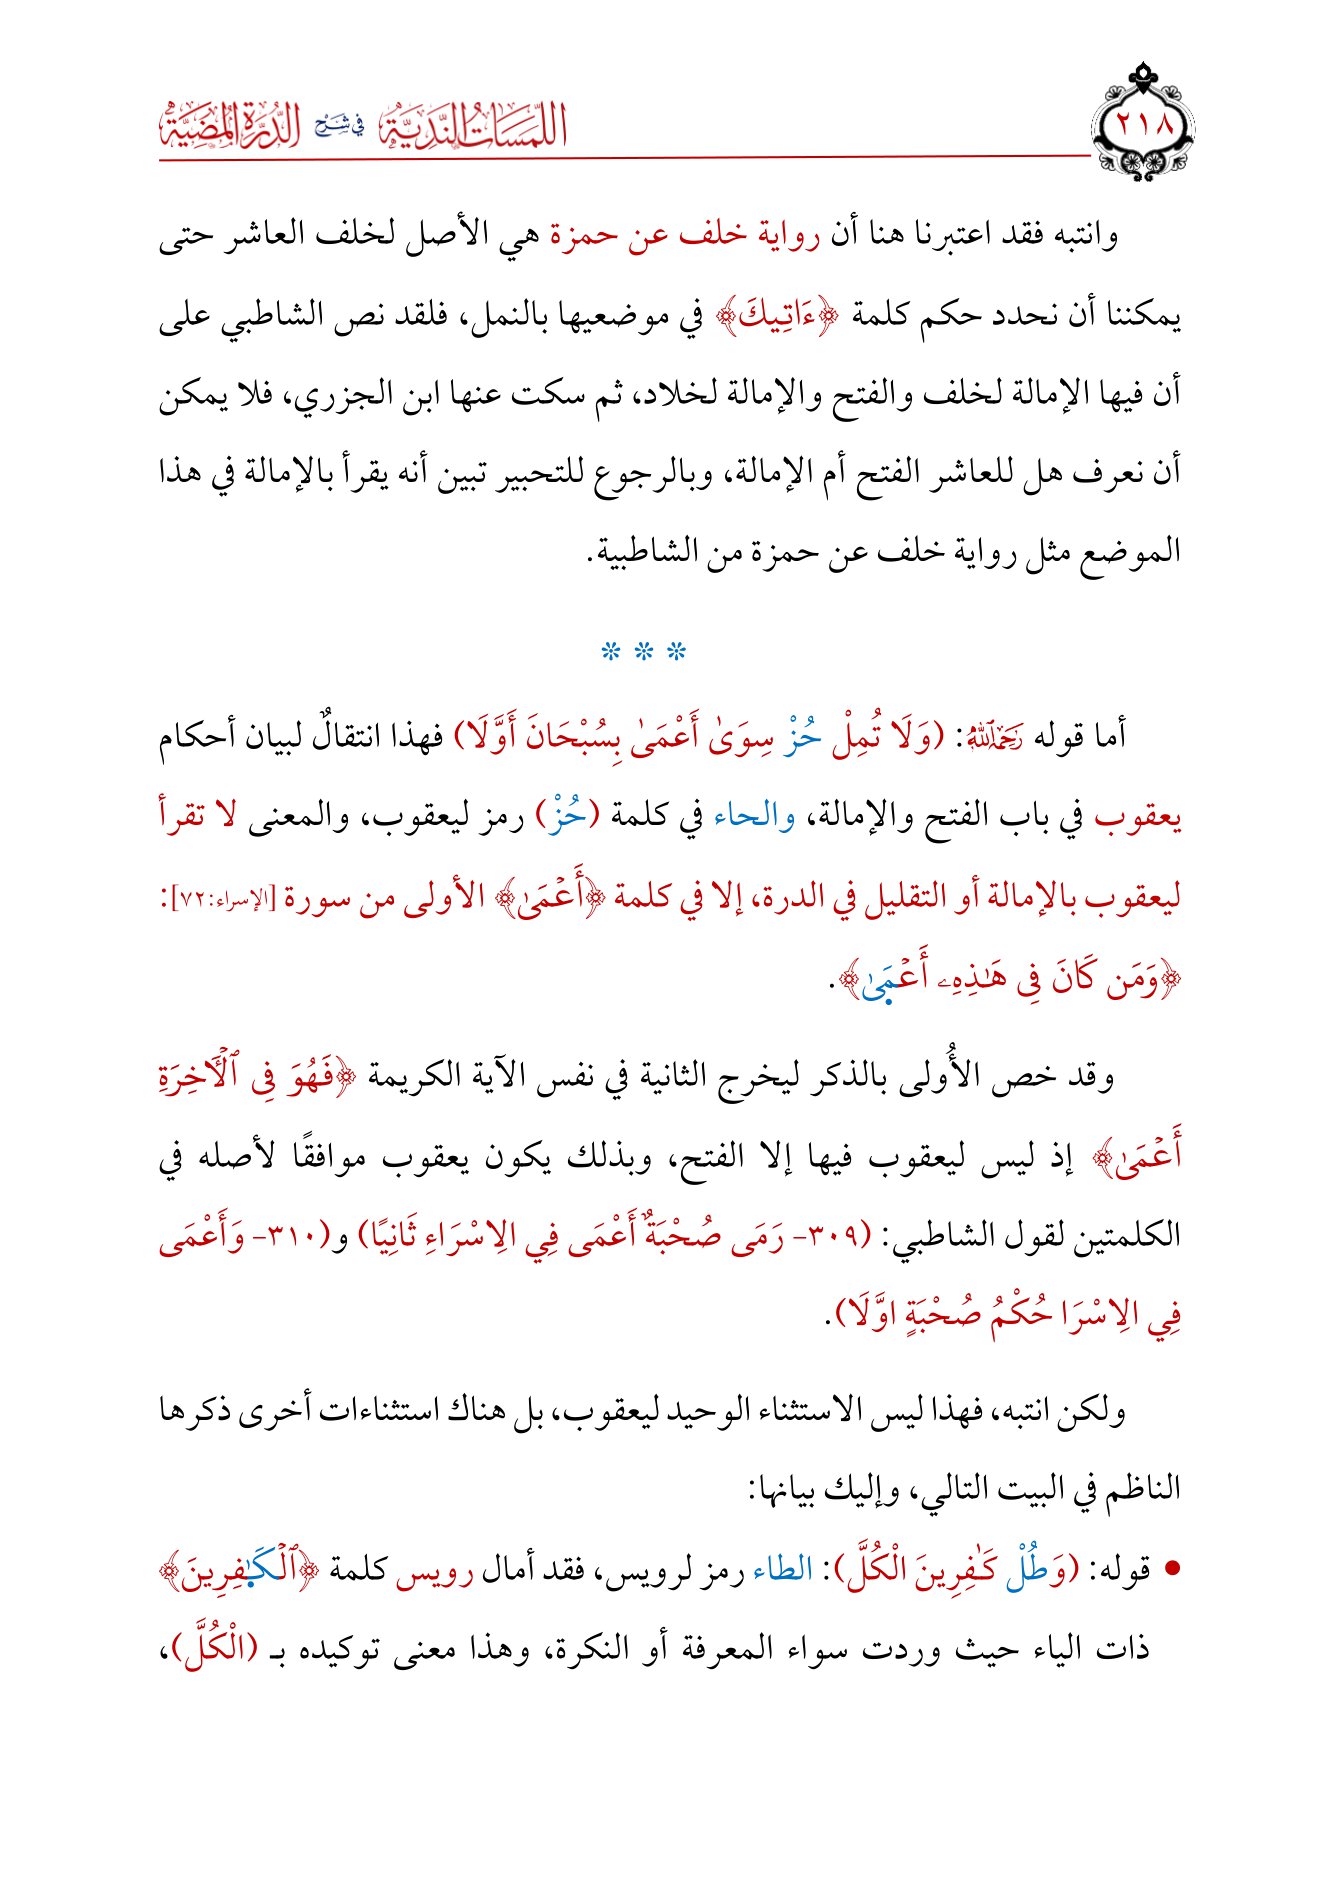 ٢١٨
اللَّمَسَاتُ النَّدِيَّةُ فِي شَرْحِ الدُّرَّةِ الْمُضِيَّةِ
وانتبه فقد اعتبرنا هنا أن رواية خلف عن حمزة هي الأصل لخلف العاشر حتى
يمكننا أن نحدد حكم كلمة ﴿ءَاتِيكَ﴾ في موضعيها بالنمل، فلقد نص الشاطبي على
أن فيها الإمالة لخلف والفتح والإمالة لخلاد، ثم سكت عنها ابن الجزري، فلا يمكن
أن نعرف هل للعاشر الفتح أم الإمالة، وبالرجوع للتحبير تبين أنه يقرأ بالإمالة في هذا
الموضع مثل رواية خلف عن حمزة من الشاطبية.
* * *
أما قوله رَحِمَهُ ٱللَّهُ: (وَلَا تُمِلْ حُزْ سِوَىٰ أَعْمَىٰ بِسُبْحَانَ أَوَّلَا) فهذا انتقالٌ لبيان أحكام
يعقوب في باب الفتح والإمالة، والحاء في كلمة (حُزْ) رمز ليعقوب، والمعنى لا تقرأ
ليعقوب بالإمالة أو التقليل في الدرة، إلا في كلمة ﴿أَعۡمَىٰ﴾ الأولى من سورة [الإسراء:٧٢]:
﴿وَمَن كَانَ فِى هَـٰذِهِۦ أَعۡمَىٰ﴾.
وقد خص الأُولى بالذكر ليخرج الثانية في نفس الآية الكريمة ﴿فَهُوَ فِى ٱلۡـَٔاخِرَةِ
أَعۡمَىٰ﴾ إذ ليس ليعقوب فيها إلا الفتح، وبذلك يكون يعقوب موافقًا لأصله في
الكلمتين لقول الشاطبي: (٣٠٩- رَمَى صُحْبَةٌ أَعْمَى فِي الِاسْرَاءِ ثَانِيًا) و(٣١٠- وَأَعْمَى
فِي الِاسْرَا حُكْمُ صُحْبَةٍ اوَّلَا).
ولكن انتبه، فهذا ليس الاستثناء الوحيد ليعقوب، بل هناك استثناءات أخرى ذكرها
الناظم في البيت التالي، وإليك بيانها:
• قوله: (وَطُلْ كَـٰفِرِينَ الْكُلَّ): الطاء رمز لرويس، فقد أمال رويس كلمة ﴿ٱلۡكَـٰفِرِينَ﴾
ذات الياء حيث وردت سواء المعرفة أو النكرة، وهذا معنى توكيده بـ (الْكُلَّ)،